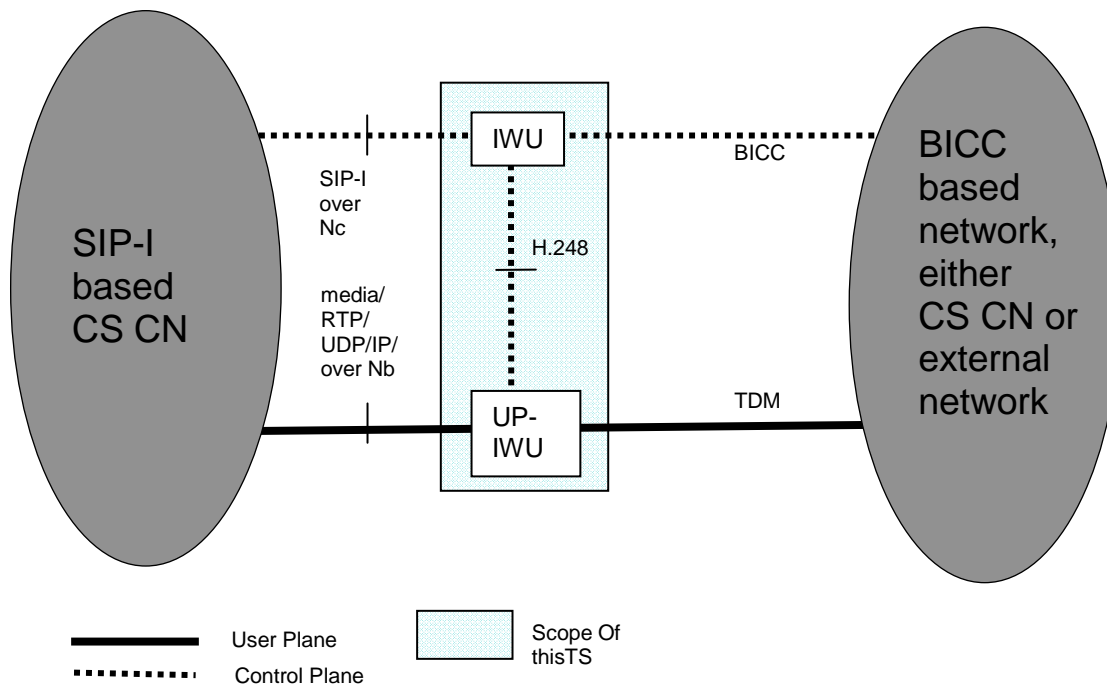 SIP-I
based
CS CN
SIP-I
over
Nc
media/
RTP/
UDP/IP/
over Nb
IWU
H.248
UP-
IWU
BICC
TDM
BICC
based
network,
either
CS CN or
external
network
User Plane
Control Plane
Scope Of
thisTS